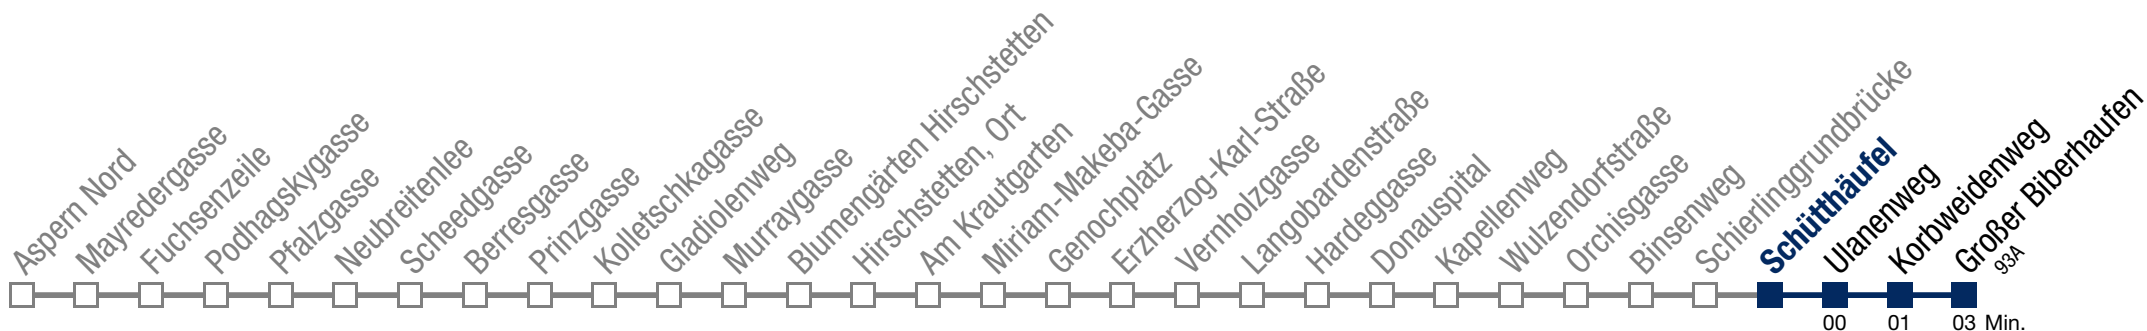 Aspern Nord
Mayredergasse
Fuchsenzeile
Podhagskygasse
Pfalzgasse
Neubreitenlee
Scheedgasse
Berresgasse
Prinzgasse
Kolletschkagasse
Gladiolenweg
Murraygasse
Blumengärten Hirschstetten
Hirschstetten, Ort
Am Krautgarten
Miriam-Makeba-Gasse
Genochplatz
Erzherzog-Karl-Straße
Vernholzgasse
Langobardenstraße
Hardeggasse
Donauspital
Kapellenweg
Wulzendorfstraße
Orchisgasse
Binsenweg
Schierlinggrundbrücke
Schütthäufel
Ulanenweg
Korbweidenweg
Großer Biberhaufen
93A
00 01 03 Min.